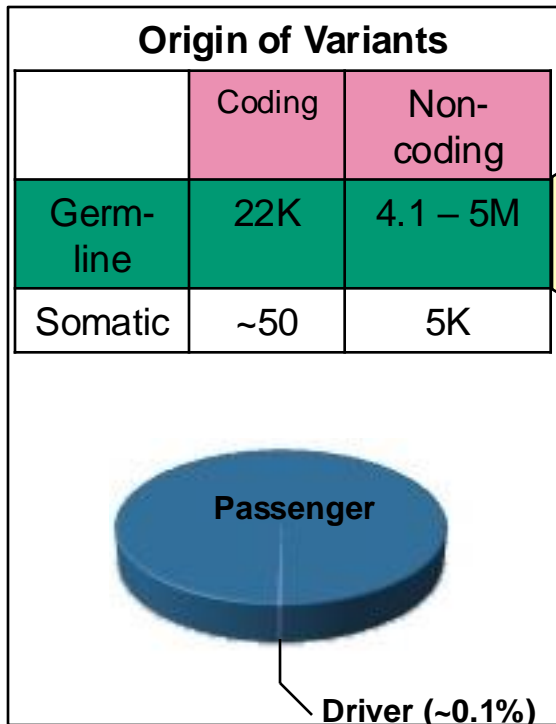 Origin of Variants
Coding
Non-
coding
Germ-
line
22K
4.1 – 5M
Somatic
~50
5K
Passenger
Driver (~0.1%)